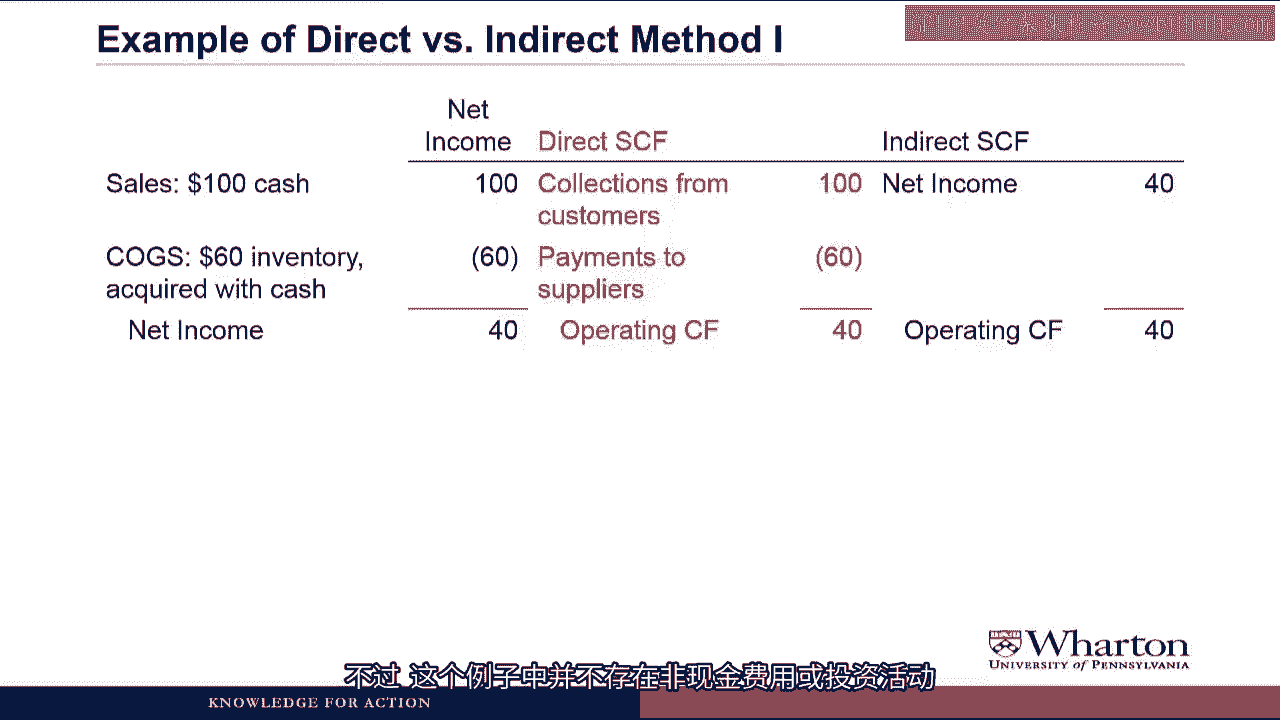 Example of Direct vs. Indirect Method I
Net
Income Direct SCF Indirect SCF
Sales: $100 cash 100 Collections from 100 Net Income 40
customers
COGS: $60 inventory, (60) Payments to (60)
acquired with cash suppliers
Net Income 40 Operating CF 40 Operating CF 40
Wharton
UNIVERSITY of PENNSYLVANIA
不过 这个例子中并不存在非现金费用或投资活动
KNOWLEDGE FOR ACTION